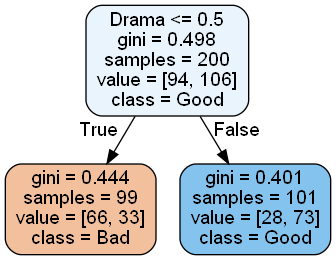 Drama <= 0.5
gini = 0.498
samples = 200
value = [94, 106]
class = Good
True
False
gini = 0.444
samples = 99
value = [66, 33]
class = Bad
gini = 0.401
samples = 101
value = [28, 73]
class = Good